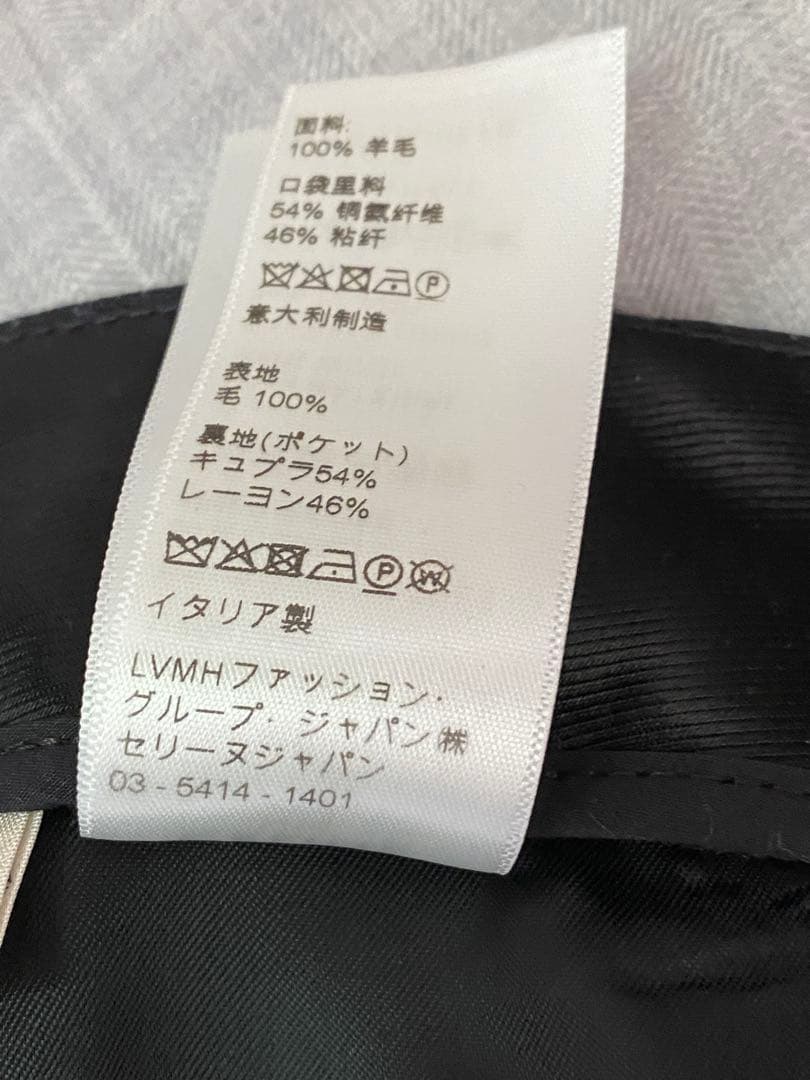 面料:
100% 羊毛
口袋里料
54% 铜氨纤维
46% 粘纤
P
意大利制造
表地
毛 100%
裏地(ポケット)
キュプラ54%
レーヨン46%
P W
イタリア製
LVMHファッション・
グループ・ジャパン㈱
セリーヌジャパン
03 - 5414 - 1401